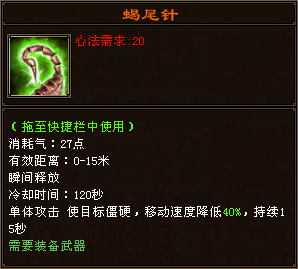 蝎尾针
心法需求:20
（拖至快捷栏中使用）
消耗气：27点
有效距离：0-15米
瞬间释放
冷却时间：120秒
单体攻击 使目标僵硬，移动速度降低40%，持续1
5秒
需要装备武器